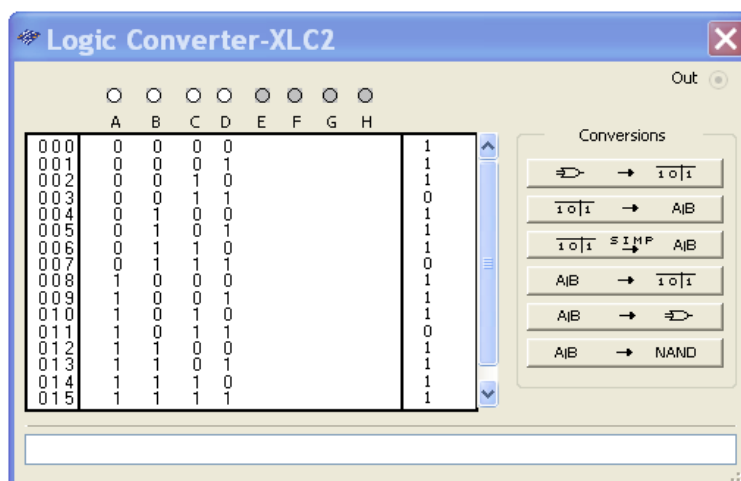 Logic Converter-XLC2
Out
A B C D E F G H
000 0 0 0 0 1
001 0 0 0 1 1
002 0 0 1 0 1
003 0 0 1 1 0
004 0 1 0 0 1
005 0 1 0 1 1
006 0 1 1 0 1
007 0 1 1 1 0
008 1 0 0 0 1
009 1 0 0 1 1
010 1 0 1 0 1
011 1 0 1 1 0
012 1 1 0 0 1
013 1 1 0 1 1
014 1 1 1 0 1
015 1 1 1 1 1
Conversions
→ 1 0|1
1 0|1 → A|B
1 0|1 SIMP → A|B
A|B → 1 0|1
A|B →
A|B → NAND